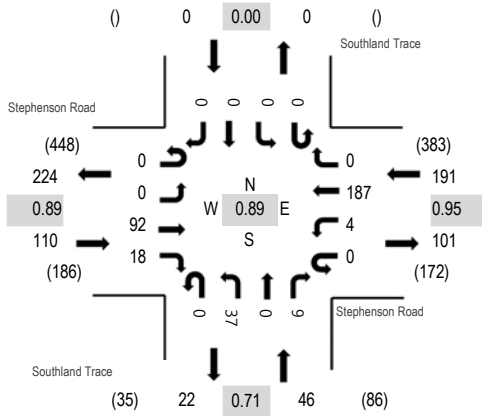 () 0 0.00 0 ()
Southland Trace
0 0 0 0
Stephenson Road
(448) 0 0 (383)
224 0 N 187 191
0.89 W 0.89 E 0.95
92 4
110 S 101
18 0
(186) (172)
0 37 0 9
Stephenson Road
Southland Trace
(35) 22 0.71 46 (86)